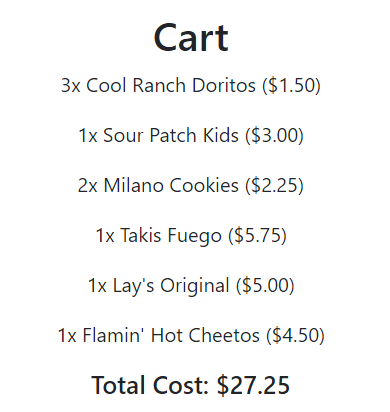 Cart
3x Cool Ranch Doritos ($1.50)
1x Sour Patch Kids ($3.00)
2x Milano Cookies ($2.25)
1x Takis Fuego ($5.75)
1x Lay's Original ($5.00)
1x Flamin' Hot Cheetos ($4.50)
Total Cost: $27.25